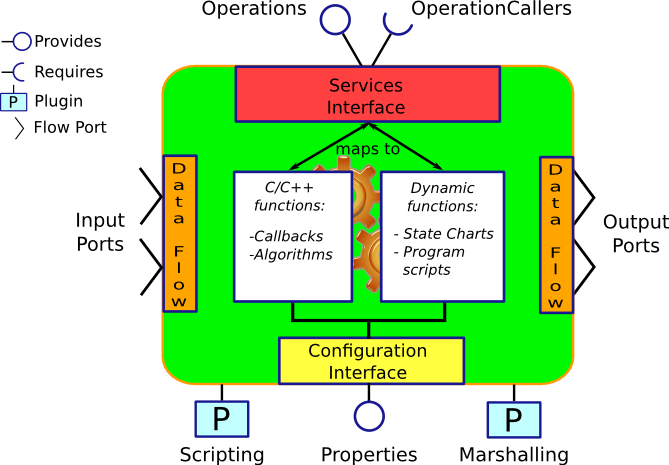 Operations
OperationCallers
Provides
Requires
P
Plugin
Flow Port
Services
Interface
maps to
Data Flow
C/C++
functions:
-Callbacks
-Algorithms
Dynamic
functions:
- State Charts
- Program
scripts
Data Flow
Input
Ports
Output
Ports
Configuration
Interface
P
P
Scripting
Properties
Marshalling